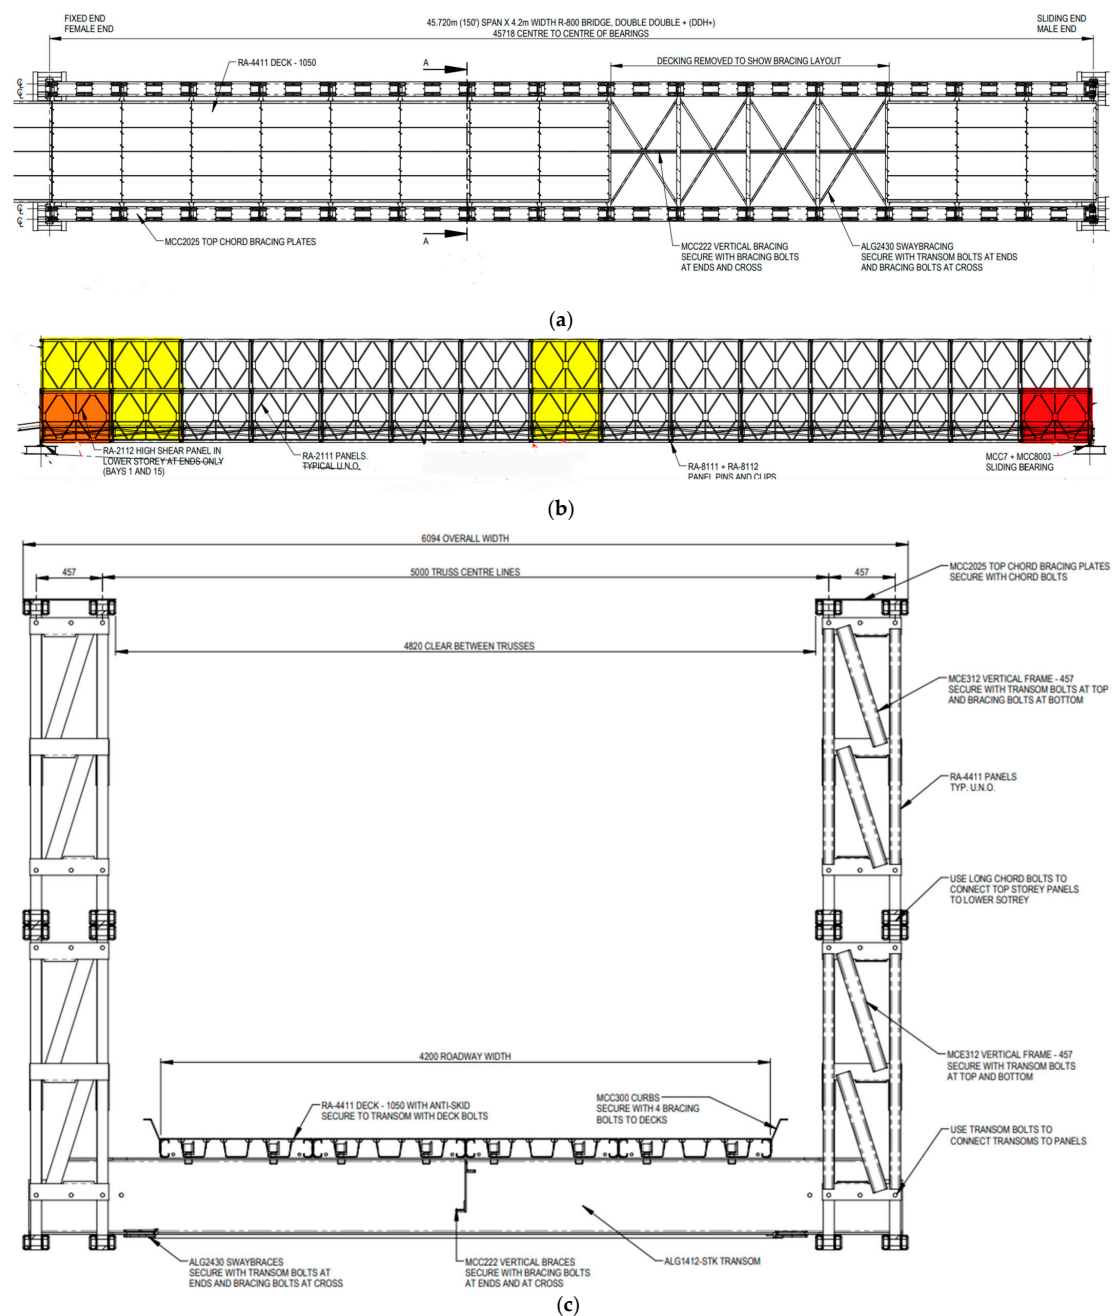 FIXED END
FEMALE END
45.720m (150') SPAN X 4.2m WIDTH R-800 BRIDGE, DOUBLE DOUBLE + (DDH+)
45718 CENTRE TO CENTRE OF BEARINGS
SLIDING END
MALE END
RA-4411 DECK - 1050
A
DECKING REMOVED TO SHOW BRACING LAYOUT
MCC2025 TOP CHORD BRACING PLATES
A
MCC222 VERTICAL BRACING
SECURE WITH BRACING BOLTS
AT ENDS AND CROSS
ALG2430 SWAYBRACING
SECURE WITH TRANSOM BOLTS AT ENDS
AND BRACING BOLTS AT CROSS
(a)
RA-2112 HIGH SHEAR PANEL IN
LOWER STOREY AT ENDS ONLY
(BAYS 1 AND 15)
RA-2111 PANELS.
TYPICAL U.N.O.
RA-8111 + RA-8112
PANEL PINS AND CLIPS
MCC7 + MCC8003
SLIDING BEARING
(b)
6094 OVERALL WIDTH
457
5000 TRUSS CENTRE LINES
457
MCC2025 TOP CHORD BRACING PLATES
SECURE WITH CHORD BOLTS
4820 CLEAR BETWEEN TRUSSES
MCE312 VERTICAL FRAME - 457
SECURE WITH TRANSOM BOLTS AT TOP
AND BRACING BOLTS AT BOTTOM
RA-4411 PANELS
TYP. U.N.O.
USE LONG CHORD BOLTS TO
CONNECT TOP STOREY PANELS
TO LOWER SOTREY
4200 ROADWAY WIDTH
MCE312 VERTICAL FRAME - 457
SECURE WITH TRANSOM BOLTS
AT TOP AND BOTTOM
RA-4411 DECK - 1050 WITH ANTI-SKID
SECURE TO TRANSOM WITH DECK BOLTS
MCC300 CURBS
SECURE WITH 4 BRACING
BOLTS TO DECKS
USE TRANSOM BOLTS TO
CONNECT TRANSOMS TO PANELS
ALG2430 SWAYBRACES
SECURE WITH TRANSOM BOLTS AT
ENDS AND BRACING BOLTS AT CROSS
MCC222 VERTICAL BRACES
SECURE WITH BRACING BOLTS
AT ENDS AND AT CROSS
ALG1412-STK TRANSOM
(c)